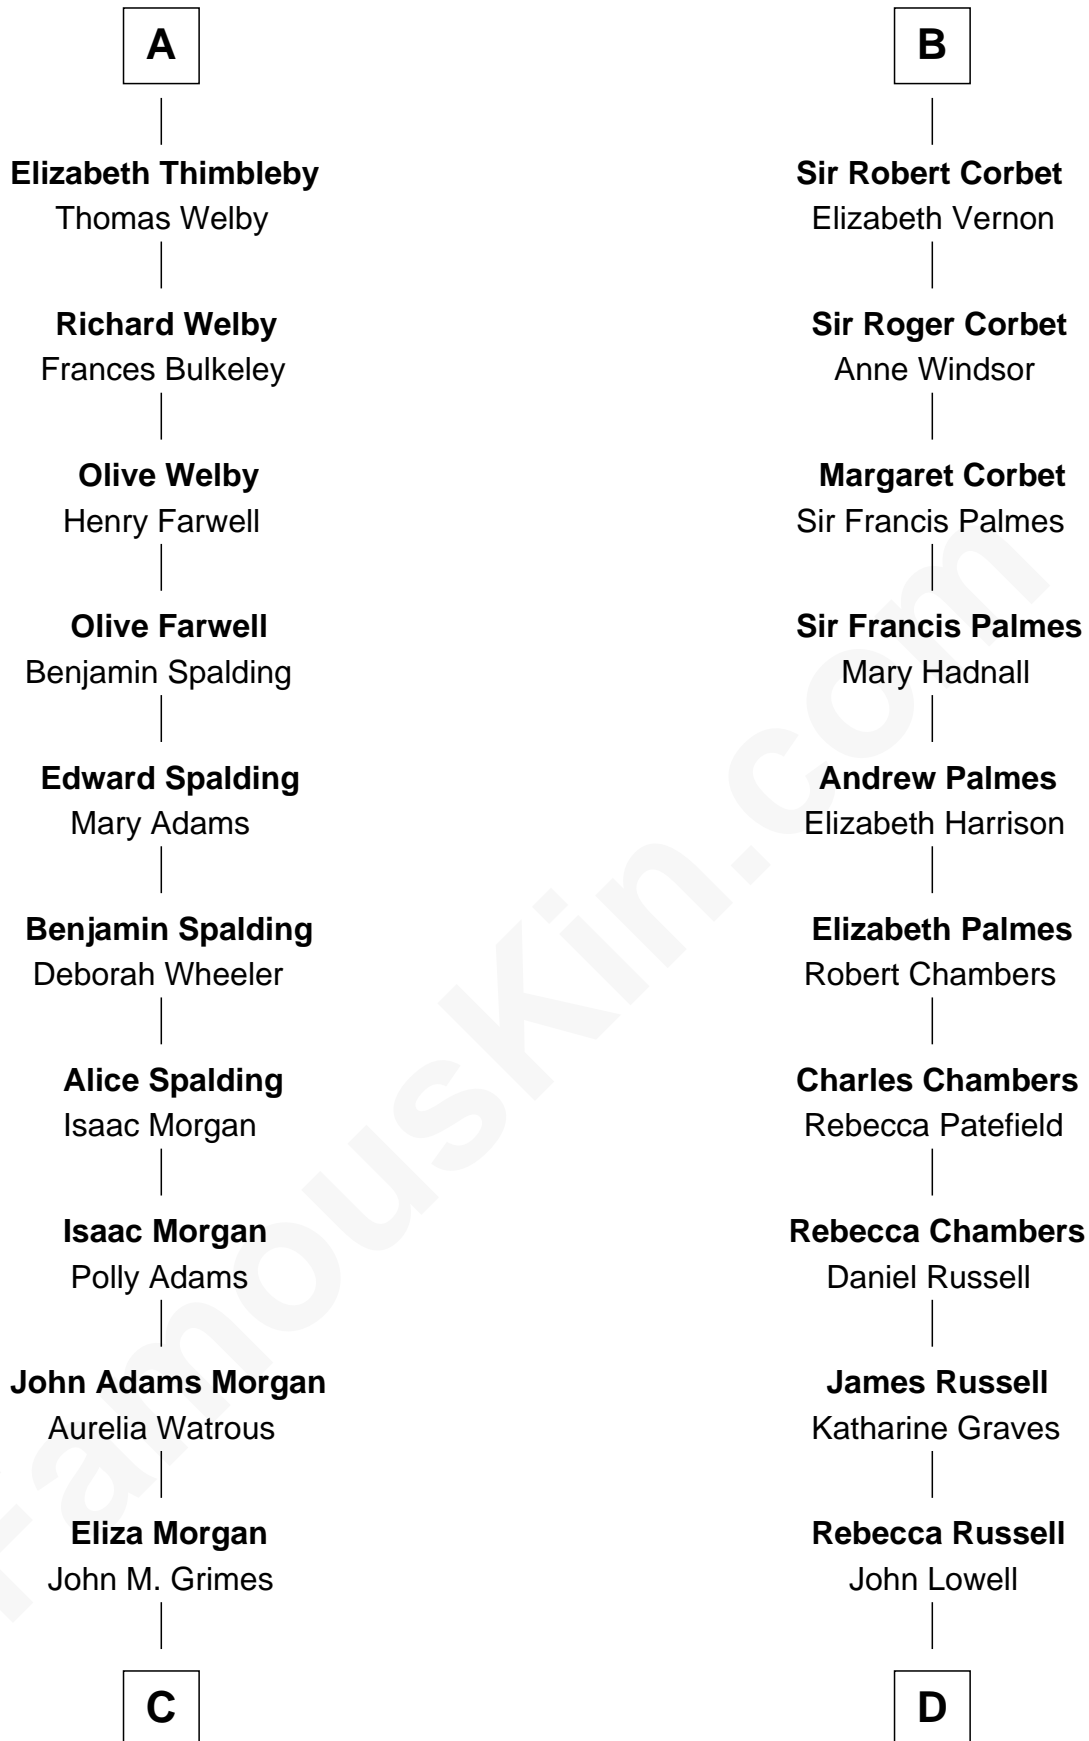 A
Elizabeth Thimbleby
Thomas Welby
Richard Welby
Frances Bulkeley
Olive Welby
Henry Farwell
Olive Farwell
Benjamin Spalding
Edward Spalding
Mary Adams
Benjamin Spalding
Deborah Wheeler
Alice Spalding
Isaac Morgan
Isaac Morgan
Polly Adams
John Adams Morgan
Aurelia Watrous
Eliza Morgan
John M. Grimes
C
B
Sir Robert Corbet
Elizabeth Vernon
Sir Roger Corbet
Anne Windsor
Margaret Corbet
Sir Francis Palmes
Sir Francis Palmes
Mary Hadnall
Andrew Palmes
Elizabeth Harrison
Elizabeth Palmes
Robert Chambers
Charles Chambers
Rebecca Patefield
Rebecca Chambers
Daniel Russell
James Russell
Katharine Graves
Rebecca Russell
John Lowell
D
FamousKin.com